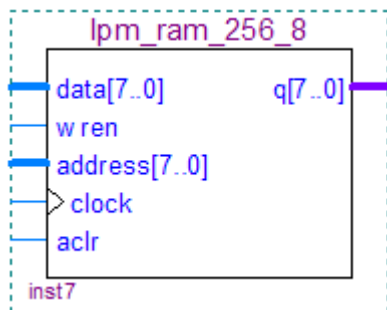 lpm_ram_256_8
data[7..0] q[7..0]
wren
address[7..0]
clock
aclr
inst7